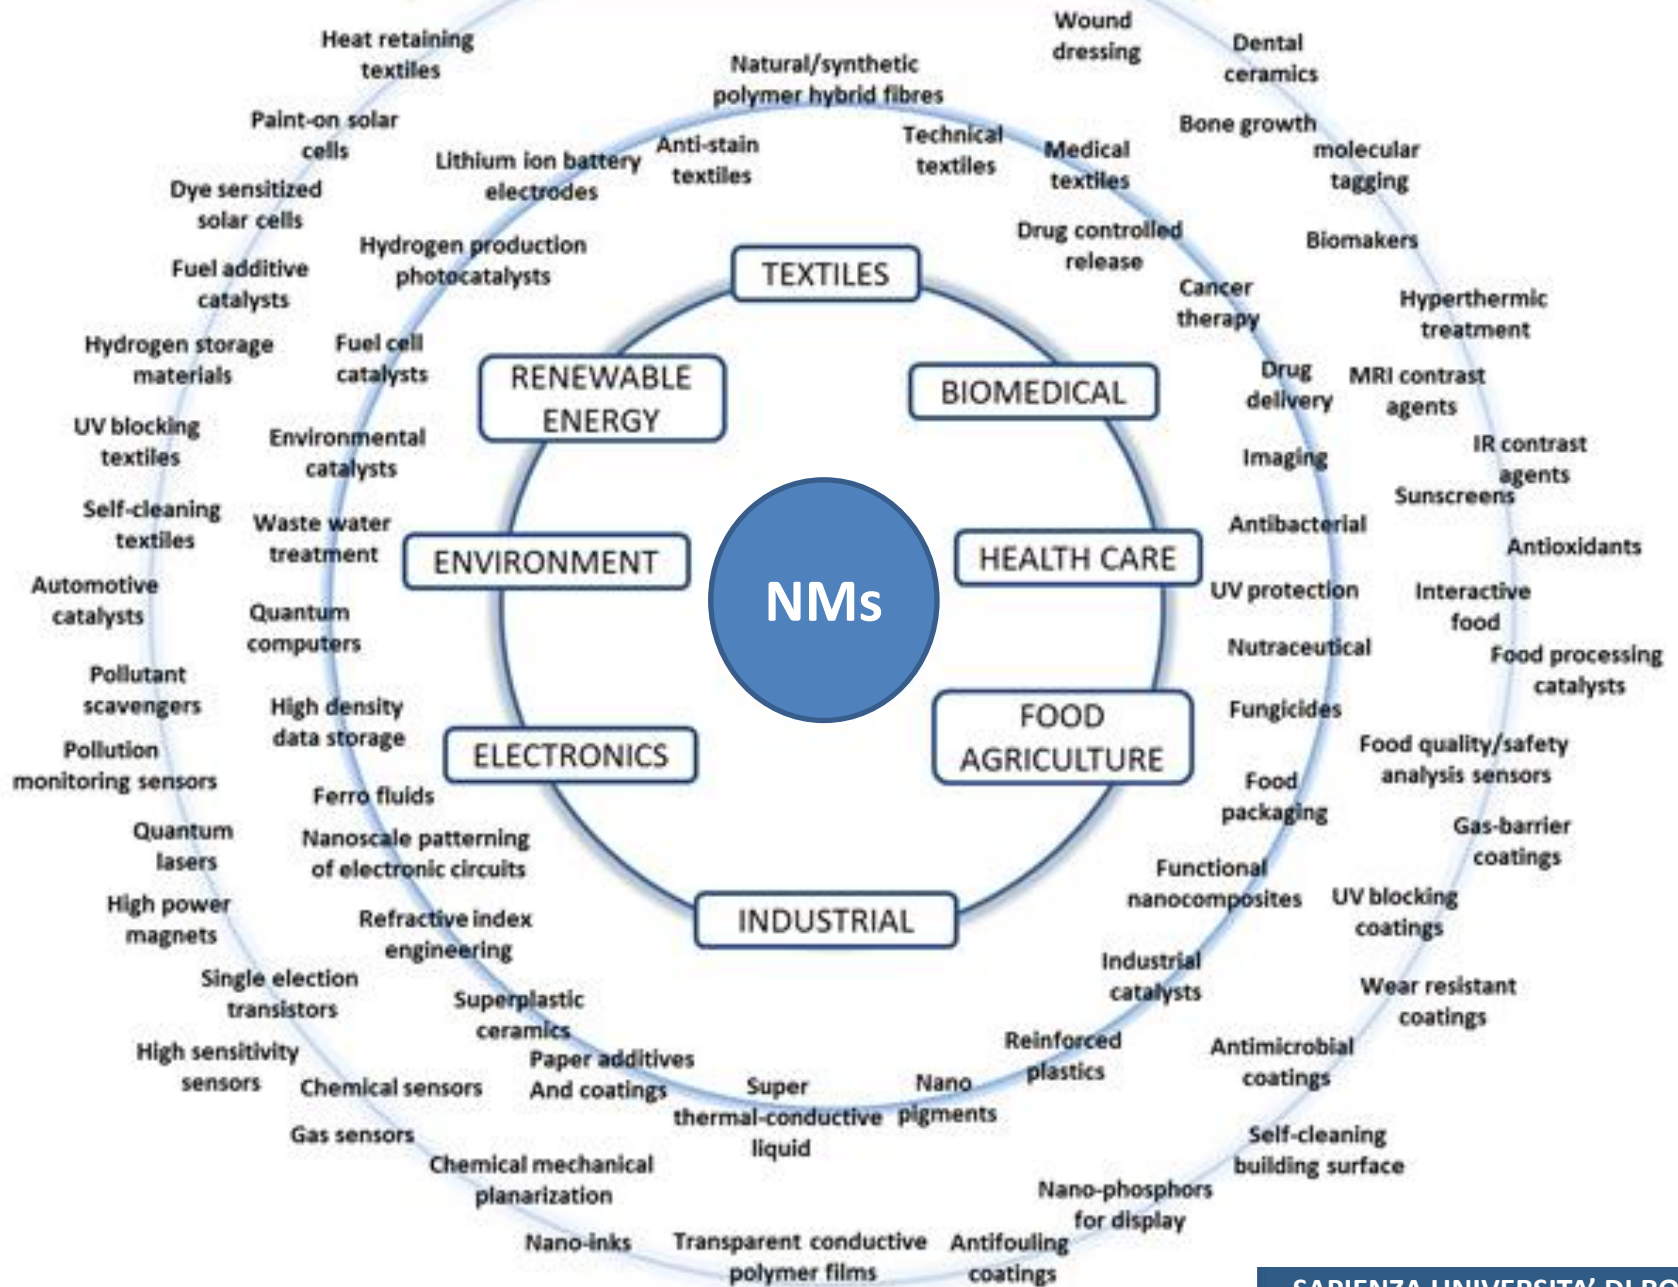 Heat retaining
textiles
Natural/synthetic
polymer hybrid fibres
Wound
dressing
Dental
ceramics
Paint-on solar
cells
Lithium ion battery
electrodes
Anti-stain
textiles
Technical
textiles
Medical
textiles
Bone growth
molecular
tagging
Dye sensitized
solar cells
Hydrogen production
photocatalysts
Drug controlled
release
Biomakers
Fuel additive
catalysts
TEXTILES
Cancer
therapy
Hyperthermic
treatment
Hydrogen storage
materials
Fuel cell
catalysts
RENEWABLE
ENERGY
BIOMEDICAL
Drug
delivery
MRI contrast
agents
UV blocking
textiles
Environmental
catalysts
Imaging
IR contrast
agents
Sunscreens
Self-cleaning
textiles
Waste water
treatment
ENVIRONMENT
NMs
HEALTH CARE
Antibacterial
Antioxidants
Automotive
catalysts
Quantum
computers
UV protection
Interactive
food
Nutraceutical
Food processing
catalysts
Pollutant
scavengers
High density
data storage
ELECTRONICS
FOOD
AGRICULTURE
Fungicides
Food quality/safety
analysis sensors
Pollution
monitoring sensors
Ferro fluids
Food
packaging
Quantum
lasers
Nanoscale patterning
of electronic circuits
Gas-barrier
coatings
Functional
nanocomposites
UV blocking
coatings
High power
magnets
Refractive index
engineering
INDUSTRIAL
Industrial
catalysts
Wear resistant
coatings
Single election
transistors
Superplastic
ceramics
Reinforced
plastics
Antimicrobial
coatings
High sensitivity
sensors
Chemical sensors
Paper additives
And coatings
Super
thermal-conductive
liquid
Nano
pigments
Gas sensors
Self-cleaning
building surface
Chemical mechanical
planarization
Nano-phosphors
for display
Nano-inks
Transparent conductive
polymer films
Antifouling
coatings
SAPIENZA UNIVERSITA' DI